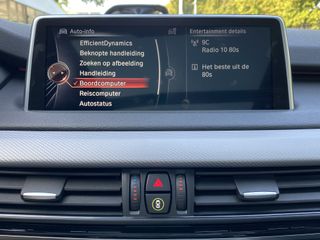 Auto-info
EfficientDynamics
Beknopte handleiding
Zoeken op afbeelding
Handleiding
Boordcomputer
Reiscomputer
Autostatus
Entertainment details
9C
Radio 10 80s
Het beste uit de
80s